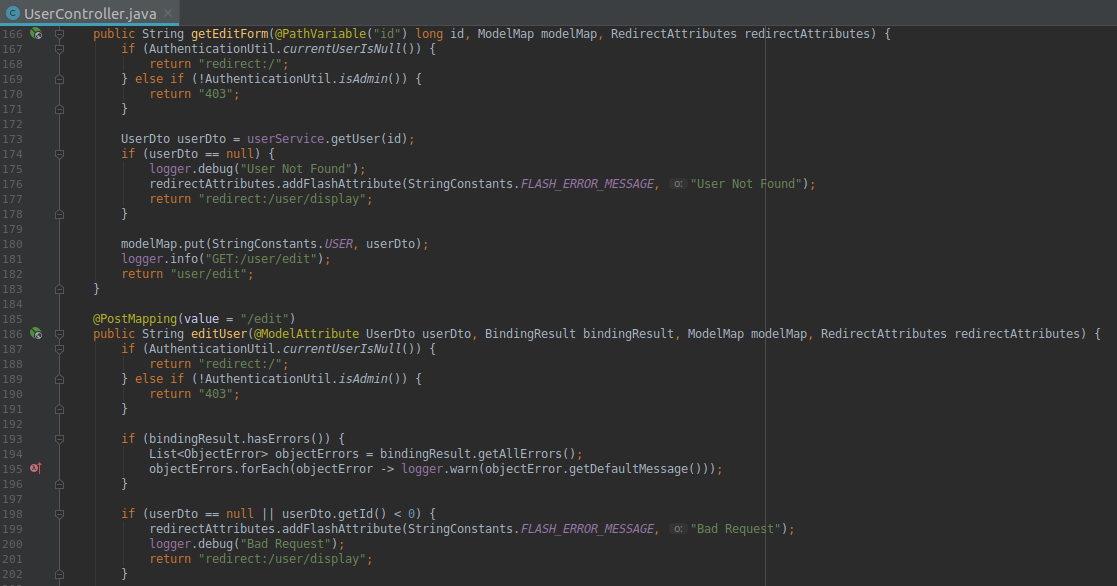 UserController.java
166 public String getEditForm(@PathVariable("id") long id, ModelMap modelMap, RedirectAttributes redirectAttributes) {
167 if (AuthenticationUtil.currentUserIsNull()) {
168 return "redirect:/";
169 } else if (!AuthenticationUtil.isAdmin()) {
170 return "403";
171 }
172
173 UserDto userDto = userService.getUser(id);
174 if (userDto == null) {
175 logger.debug("User Not Found");
176 redirectAttributes.addFlashAttribute(StringConstants.FLASH_ERROR_MESSAGE, o: "User Not Found");
177 return "redirect:/user/display";
178 }
179
180 modelMap.put(StringConstants.USER, userDto);
181 logger.info("GET:/user/edit");
182 return "user/edit";
183 }
184
185 @PostMapping(value = "/edit")
186 public String editUser(@ModelAttribute UserDto userDto, BindingResult bindingResult, ModelMap modelMap, RedirectAttributes redirectAttributes) {
187 if (AuthenticationUtil.currentUserIsNull()) {
188 return "redirect:/";
189 } else if (!AuthenticationUtil.isAdmin()) {
190 return "403";
191 }
192
193 if (bindingResult.hasErrors()) {
194 List<ObjectError> objectErrors = bindingResult.getAllErrors();
195 objectErrors.forEach(objectError -> logger.warn(objectError.getDefaultMessage()));
196 }
197
198 if (userDto == null || userDto.getId() < 0) {
199 redirectAttributes.addFlashAttribute(StringConstants.FLASH_ERROR_MESSAGE, o: "Bad Request");
200 logger.debug("Bad Request");
201 return "redirect:/user/display";
202 }